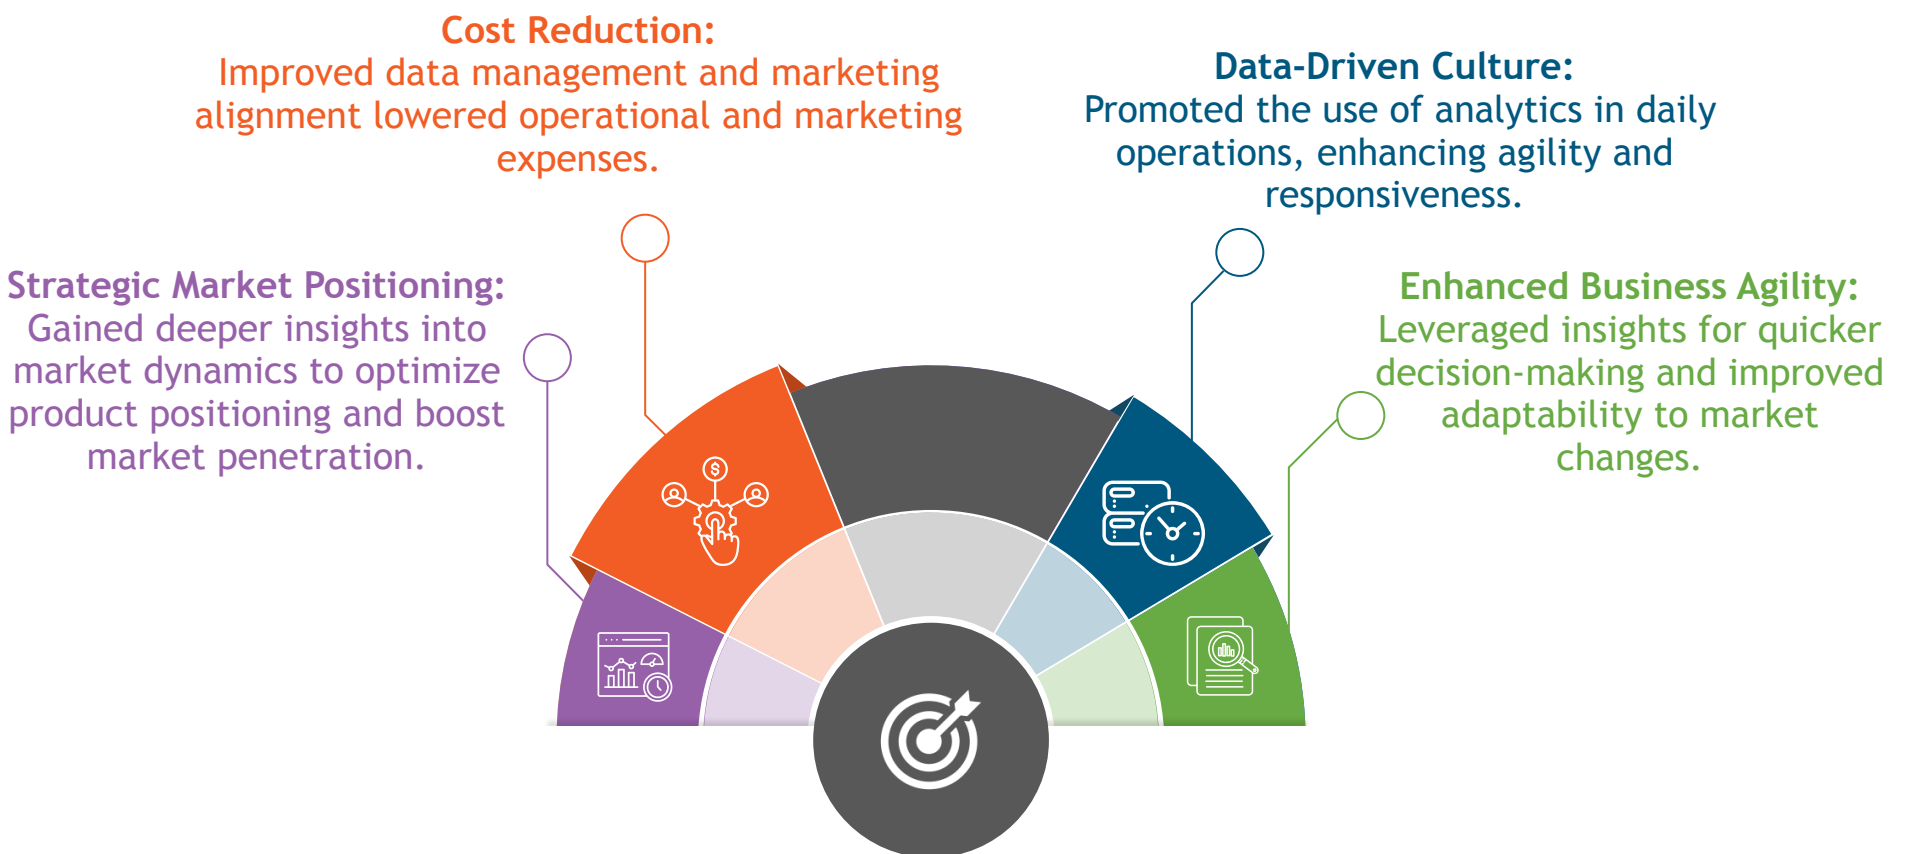 Cost Reduction:
Improved data management and marketing
alignment lowered operational and marketing
expenses.
Data-Driven Culture:
Promoted the use of analytics in daily
operations, enhancing agility and
responsiveness.
Strategic Market Positioning:
Gained deeper insights into
market dynamics to optimize
product positioning and boost
market penetration.
Enhanced Business Agility:
Leveraged insights for quicker
decision-making and improved
adaptability to market
changes.
$